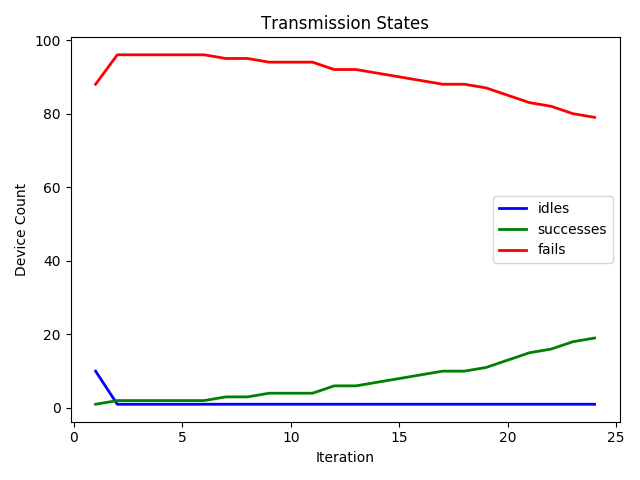 Transmission States
Device Count
100
80
60
40
20
0
idles
successes
fails
0 5 10 15 20 25
Iteration